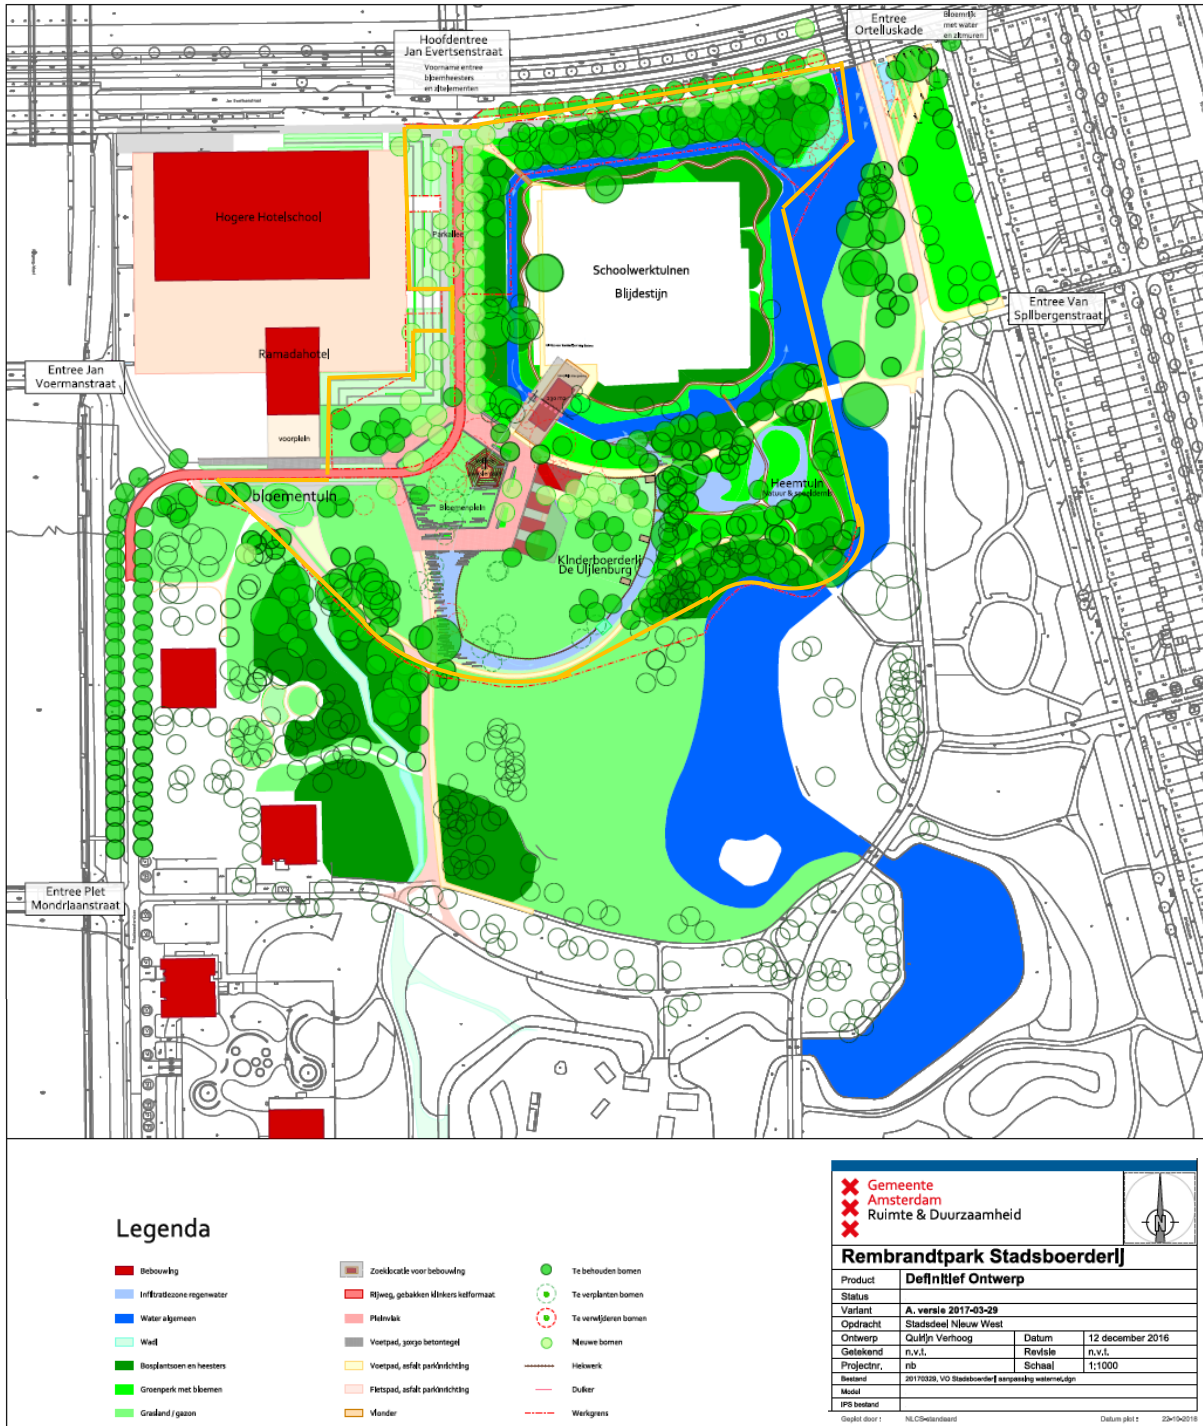 Hoofdentree
Jan Evertsenstraat
Voorname entree
bloemheesters
en zitelementen
Entree
Ortelluskade
Bloemrijk
met water
en zitmuren
Hogere Hotelschool
Parkallee
Schoolwerktuinen
Blijdestijn
Entree Van
Spilbergenstraat
Ramadahotel
Entree Jan
Voermanstraat
voorplein
bloementuin
Bloemenplein
Heemtuin
Natuur & speelderrein
Kinderboerderij
De Uijlenburg
Entree Piet
Mondriaanstraat
Legenda
Bebouwing
Infiltratiezone regenwater
Water algemeen
Wadi
Bosplantsoen en heesters
Groenperk met bloemen
Grasland / gazon
Zoeklocatie voor bebouwing
Rijweg, gebakken klinkers keiformaat
Pleinvlak
Voetpad, 30x30 betontegel
Voetpad, asfalt parkinrichting
Fietspad, asfalt parkinrichting
Vlonder
Te behouden bomen
Te verplanten bomen
Te verwijderen bomen
Nieuwe bomen
Hekwerk
Duiker
Werkgrens
Gemeente
Amsterdam
Ruimte & Duurzaamheid
N
Rembrandtpark Stadsboerderij
Product Definitief Ontwerp
Status
Variant A. versie 2017-03-29
Opdracht Stadsdeel Nieuw West
Ontwerp Quirijn Verhoog Datum 12 december 2016
Getekend n.v.t. Revisie n.v.t.
Projectnr. nb Schaal 1:1000
Bestand 20170329, VO Stadsboerderij aanpassing waternet.dgn
Model
IPS bestand
Geplot door : NLCS-standaard Datum plot : 22-10-2018